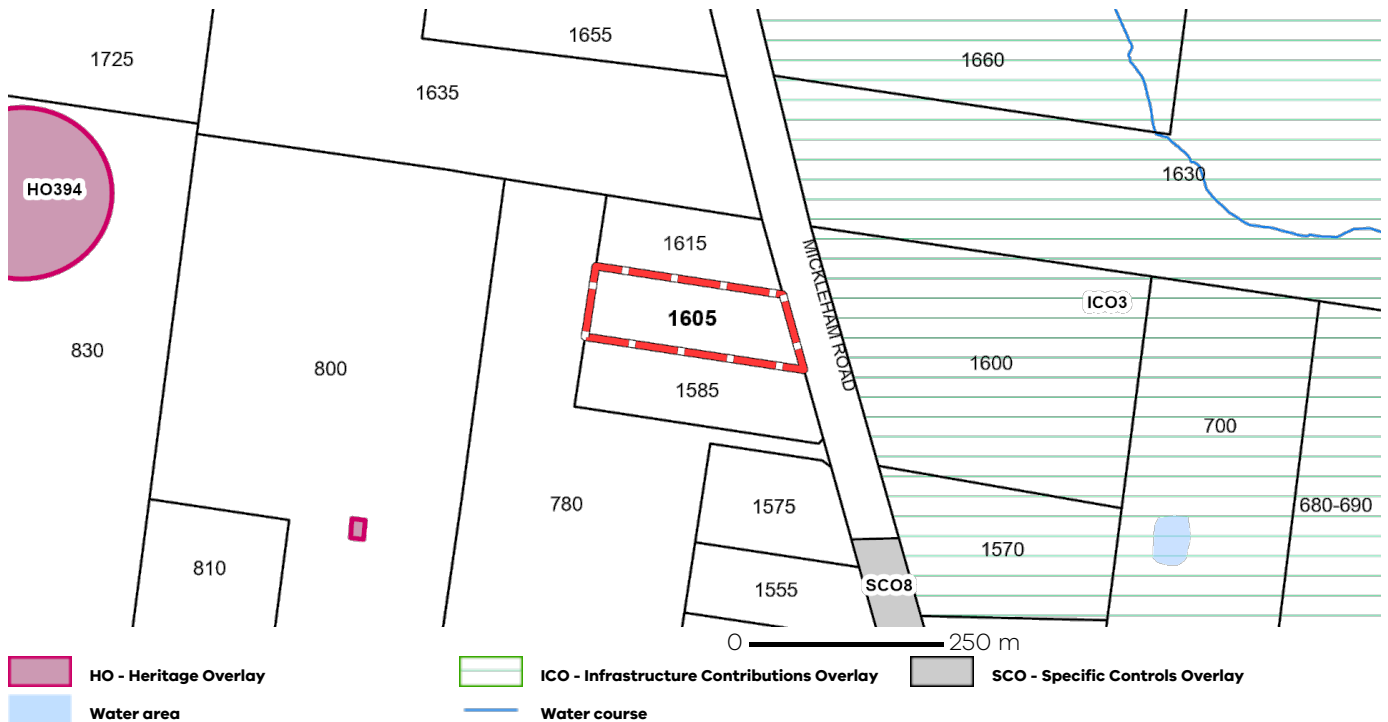 1655
1725
1660
1635
1630
HO394
1615
MICKLEHAM ROAD
ICO3
1605
830
800
1600
1585
700
780
1575
680-690
1570
810
SCO8
1555
0 250 m
HO - Heritage Overlay
ICO - Infrastructure Contributions Overlay
SCO - Specific Controls Overlay
Water area
Water course